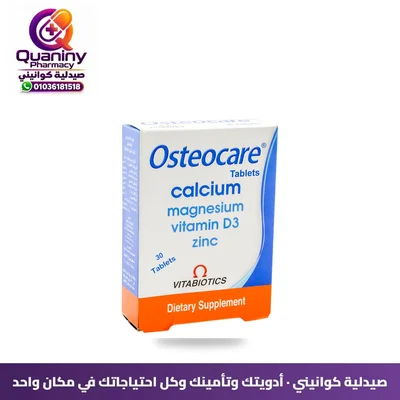 Quaniny
Pharmacy
صيدلية كوانيني
01036181518
Osteocare®
Tablets
calcium
magnesium
vitamin D3
zinc
30
Tablets
VITABIOTICS
Dietary Supplement
صيدلية كوانيني - أدويتك وتأمينك وكل احتياجاتك في مكان واحد